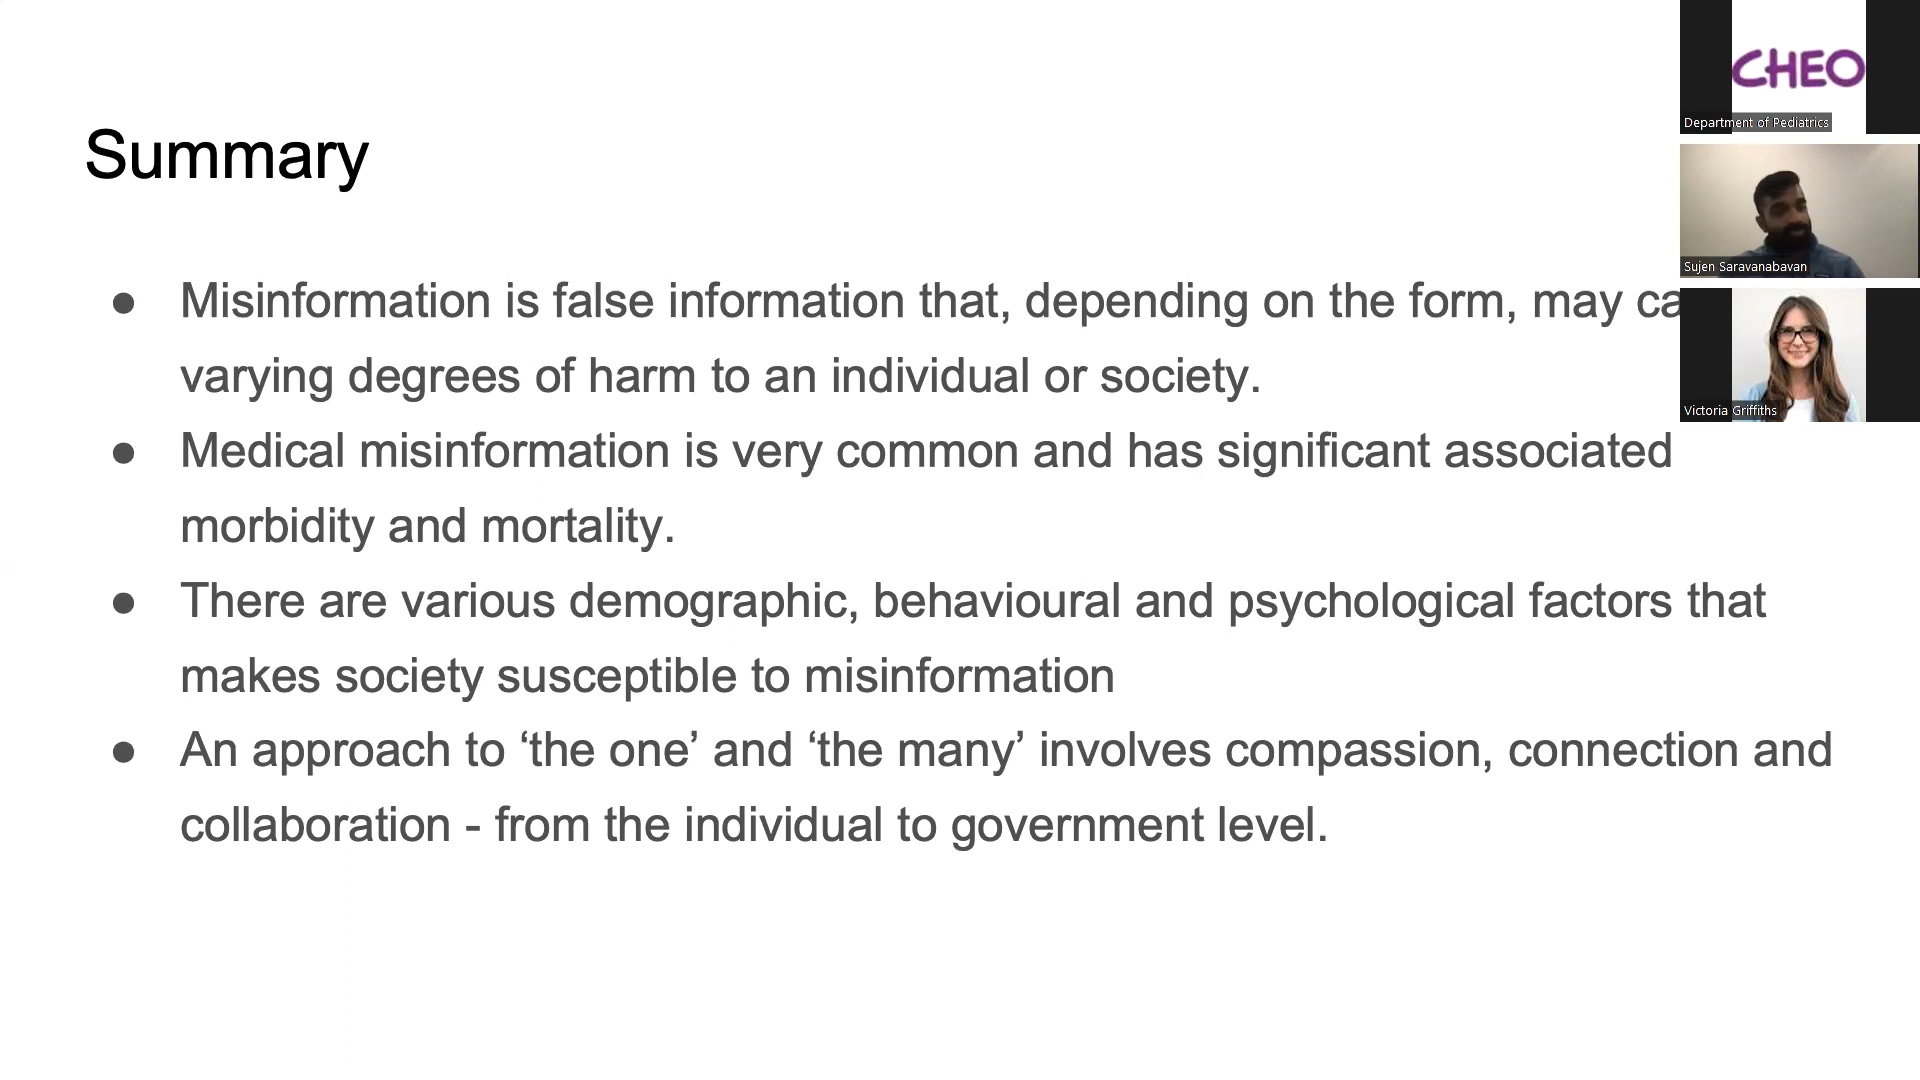 Summary
● Misinformation is false information that, depending on the form, may
varying degrees of harm to an individual or society.
● Medical misinformation is very common and has significant associated
morbidity and mortality.
● There are various demographic, behavioural and psychological factors that
makes society susceptible to misinformation
● An approach to ‘the one’ and ‘the many’ involves compassion, connection and
collaboration - from the individual to government level.
CHEO
Department of Pediatrics
Sujen Saravanabavan
Victoria Griffiths